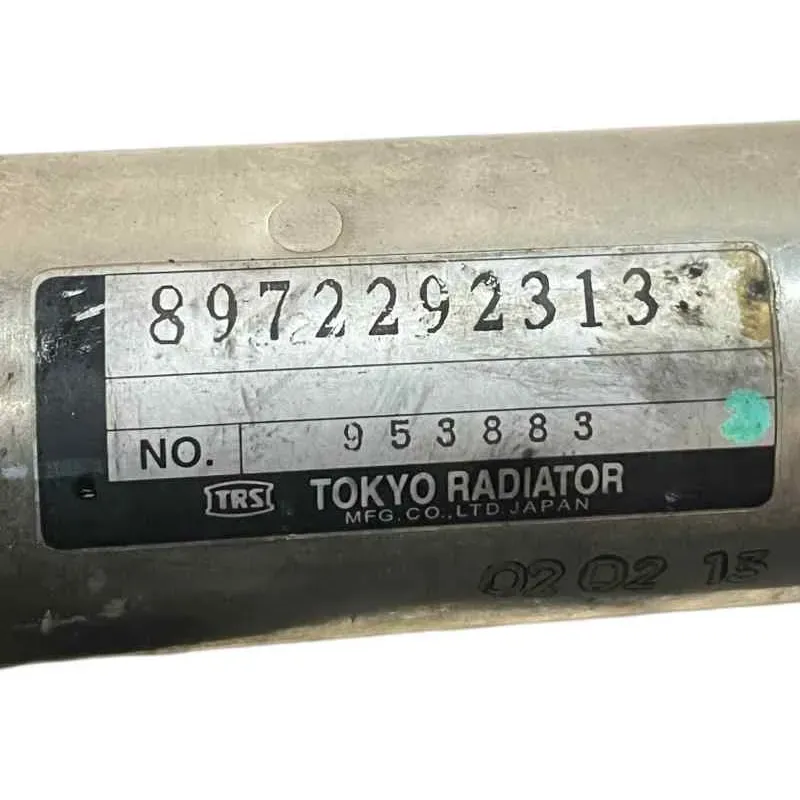 8972292313
NO. 953883
TRS TOKYO RADIATOR
MFG.CO.,LTD.JAPAN
02 02 15